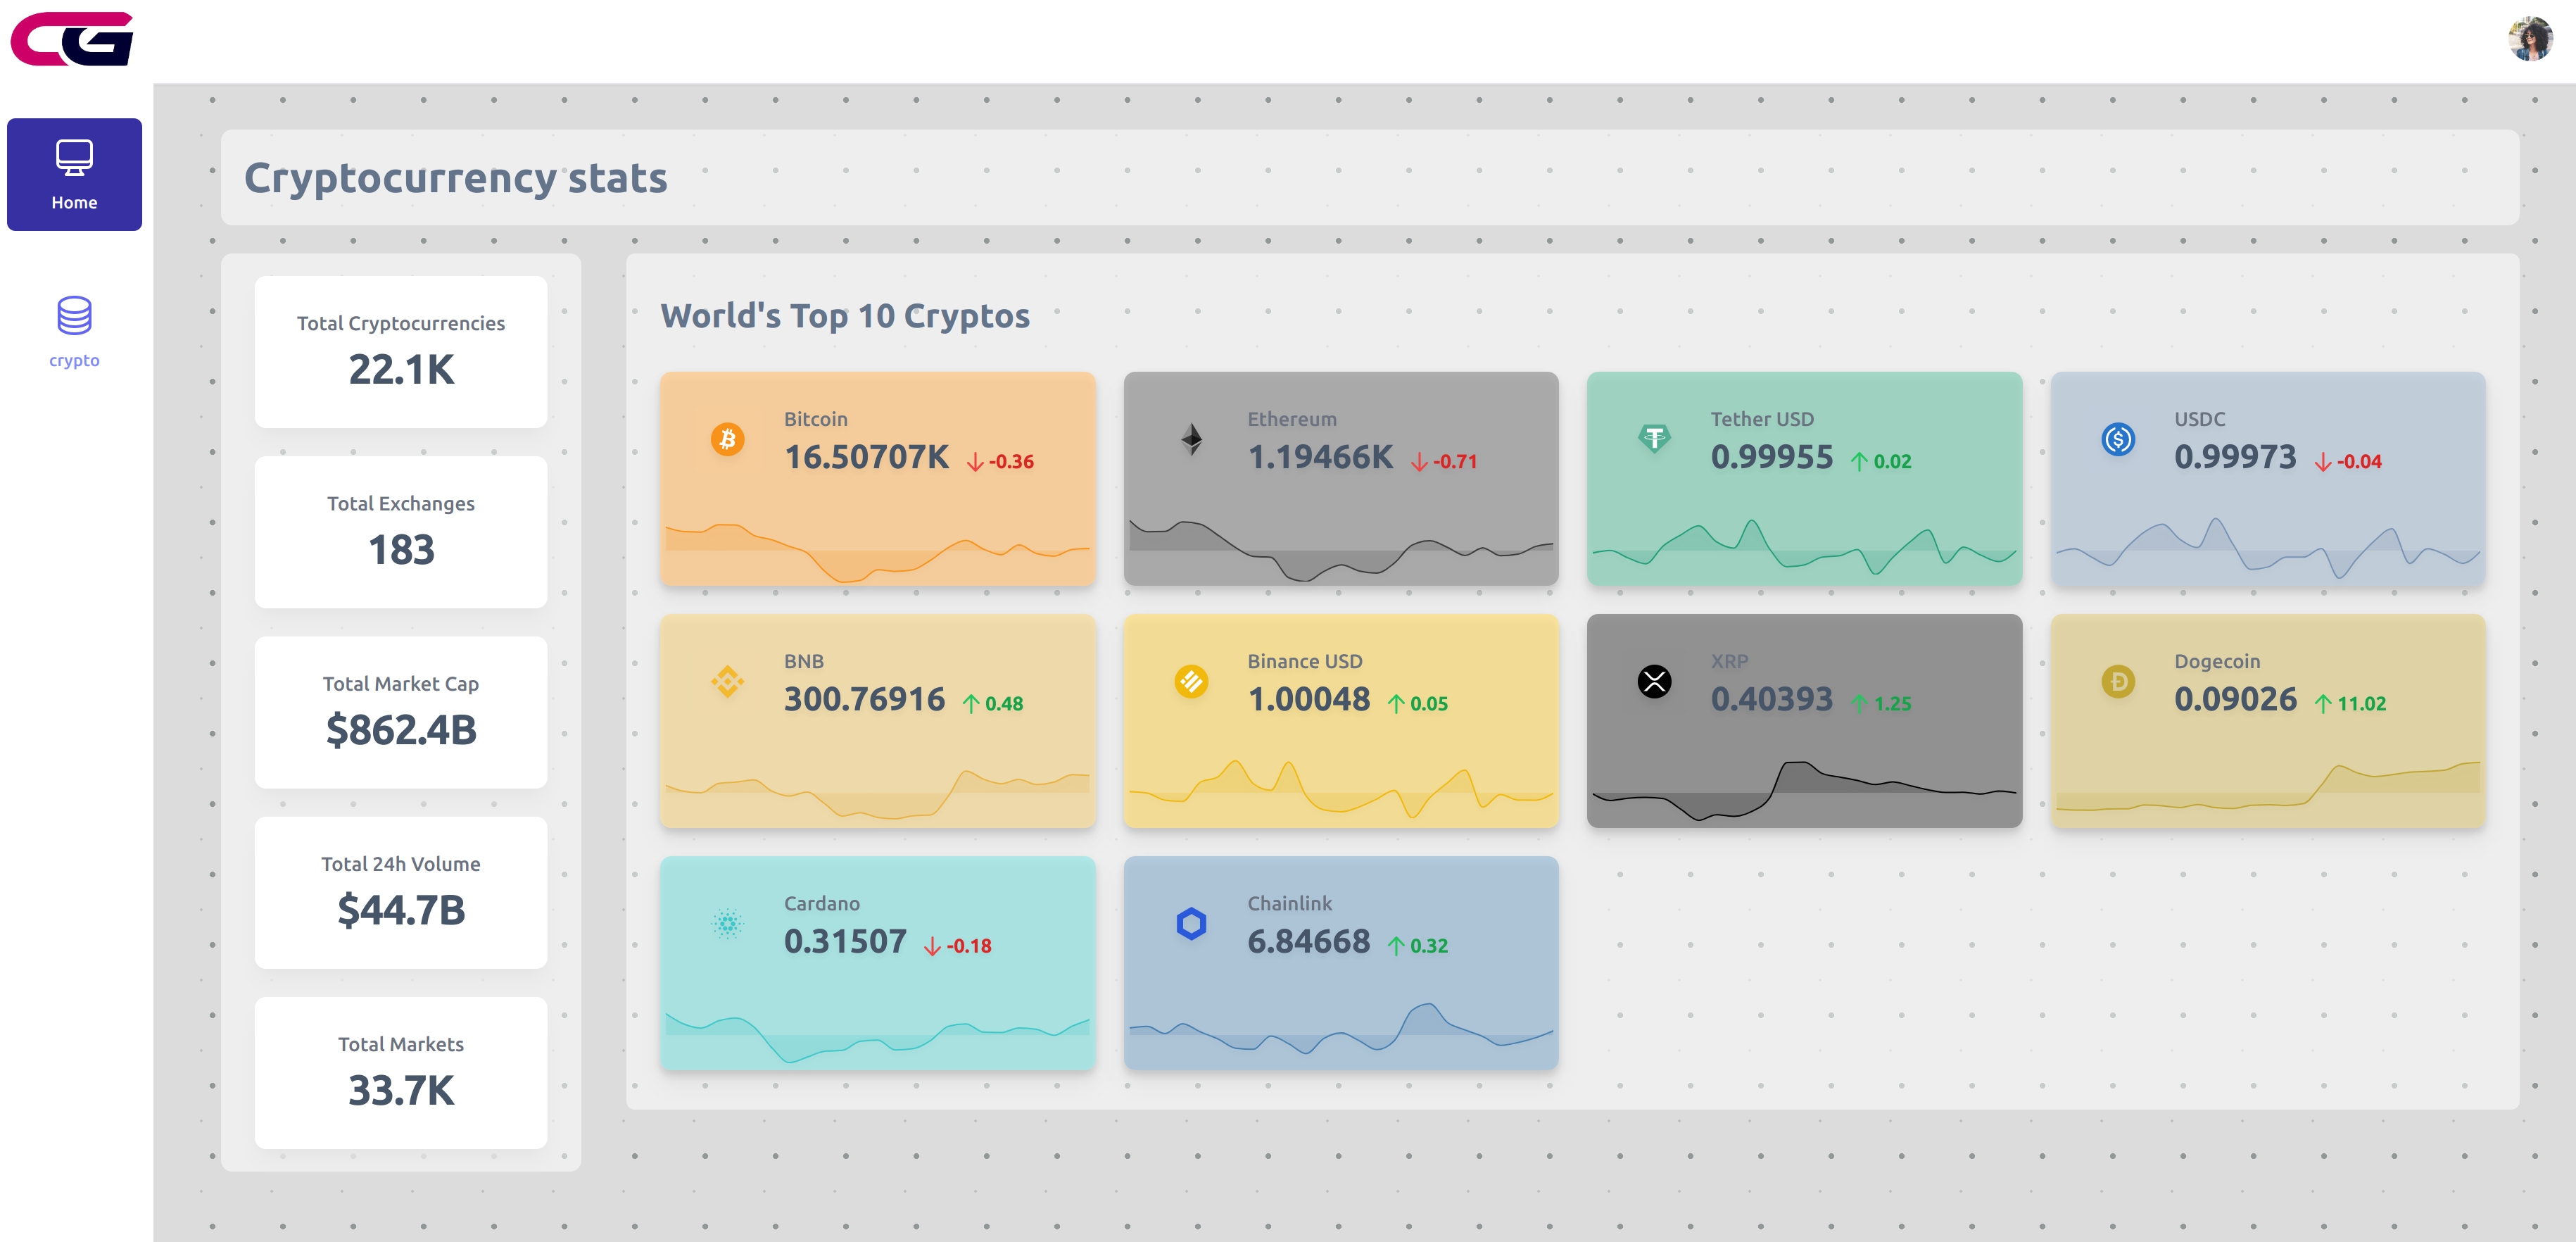 CG
Home
crypto
Cryptocurrency stats
Total Cryptocurrencies
22.1K
Total Exchanges
183
Total Market Cap
$862.4B
Total 24h Volume
$44.7B
Total Markets
33.7K
World's Top 10 Cryptos
Bitcoin
16.50707K -0.36
Ethereum
1.19466K -0.71
Tether USD
0.99955 0.02
USDC
0.99973 -0.04
BNB
300.76916 0.48
Binance USD
1.00048 0.05
XRP
0.40393 1.25
Dogecoin
0.09026 11.02
Cardano
0.31507 -0.18
Chainlink
6.84668 0.32